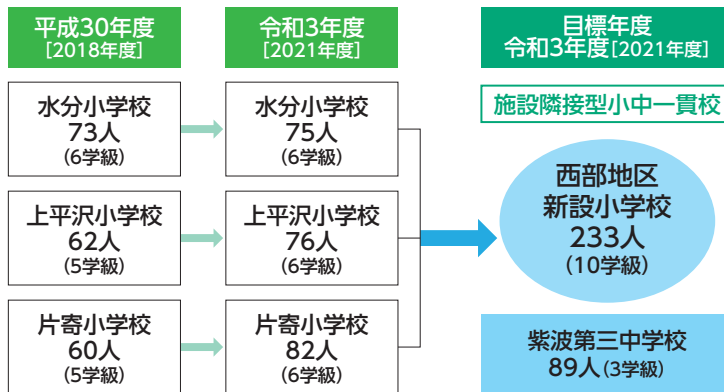 平成30年度
[2018年度]
令和3年度
[2021年度]
目標年度
令和3年度[2021年度]
水分小学校
73人
(6学級)
水分小学校
75人
(6学級)
施設隣接型小中一貫校
上平沢小学校
62人
(5学級)
上平沢小学校
76人
(6学級)
西部地区
新設小学校
233人
(10学級)
片寄小学校
60人
(5学級)
片寄小学校
82人
(6学級)
紫波第三中学校
89人(3学級)